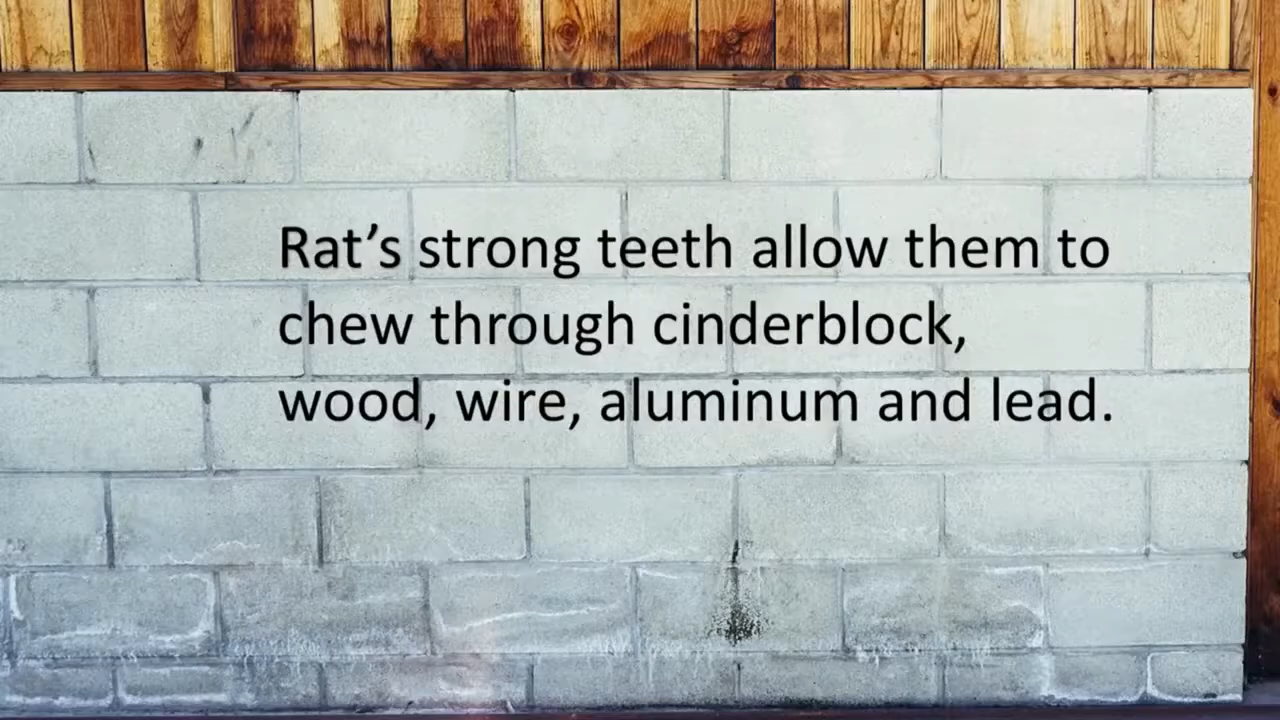 Rat’s strong teeth allow them to
chew through cinderblock,
wood, wire, aluminum and lead.